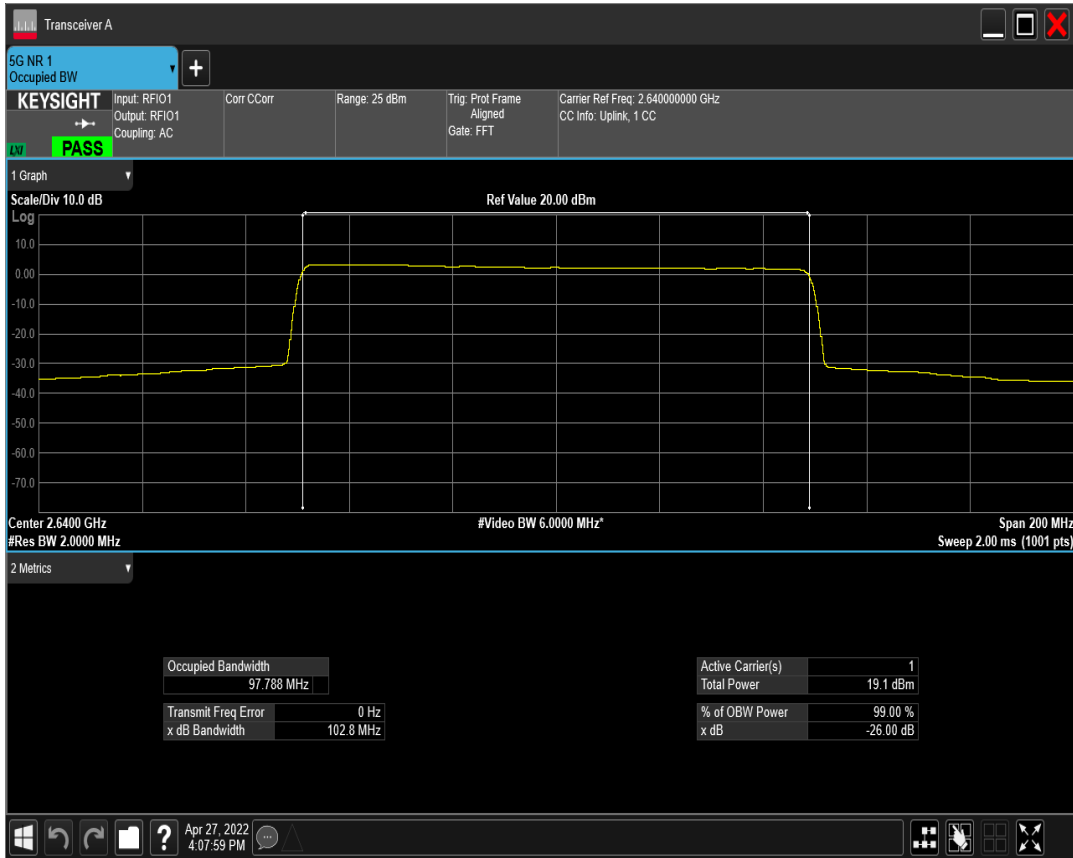 Transceiver A
5G NR 1
Occupied BW
KEYSIGHT
LXI
PASS
Input: RFIO1
Output: RFIO1
Coupling: AC
Corr CCorr
Range: 25 dBm
Trig: Prot Frame
Aligned
Gate: FFT
Carrier Ref Freq: 2.640000000 GHz
CC Info: Uplink, 1 CC
1 Graph
Scale/Div 10.0 dB
Ref Value 20.00 dBm
Log
10.0
0.00
-10.0
-20.0
-30.0
-40.0
-50.0
-60.0
-70.0
Center 2.6400 GHz
#Video BW 6.0000 MHz*
Span 200 MHz
#Res BW 2.0000 MHz
Sweep 2.00 ms (1001 pts)
2 Metrics
Occupied Bandwidth
97.788 MHz
Transmit Freq Error 0 Hz
x dB Bandwidth 102.8 MHz
Active Carrier(s) 1
Total Power 19.1 dBm
% of OBW Power 99.00 %
x dB -26.00 dB
?
Apr 27, 2022
4:07:59 PM